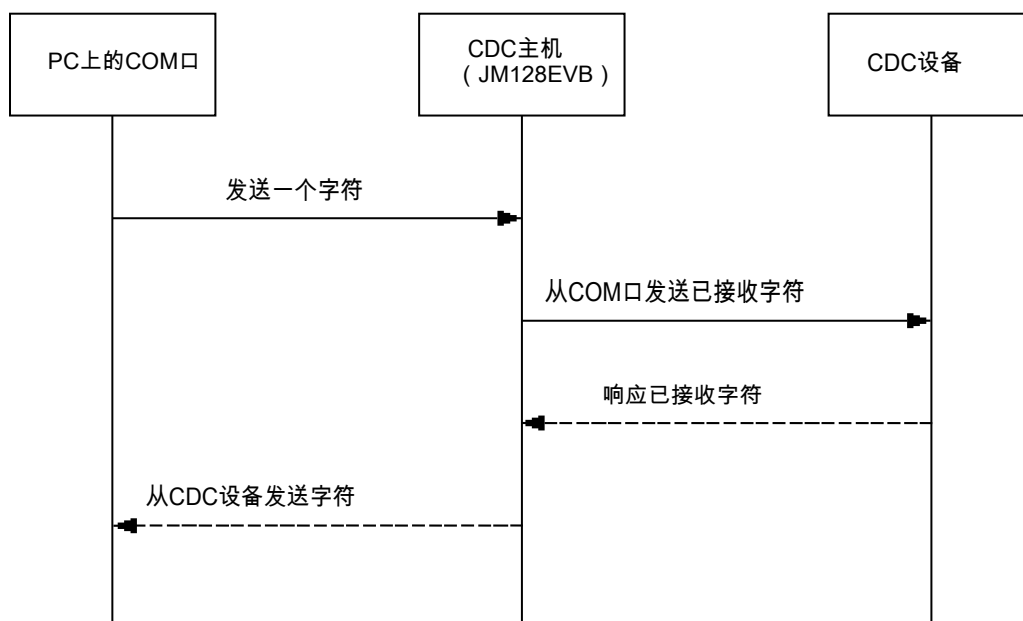 PC上的COM口
CDC主机
（JM128EVB）
CDC设备
发送一个字符
从COM口发送已接收字符
响应已接收字符
从CDC设备发送字符